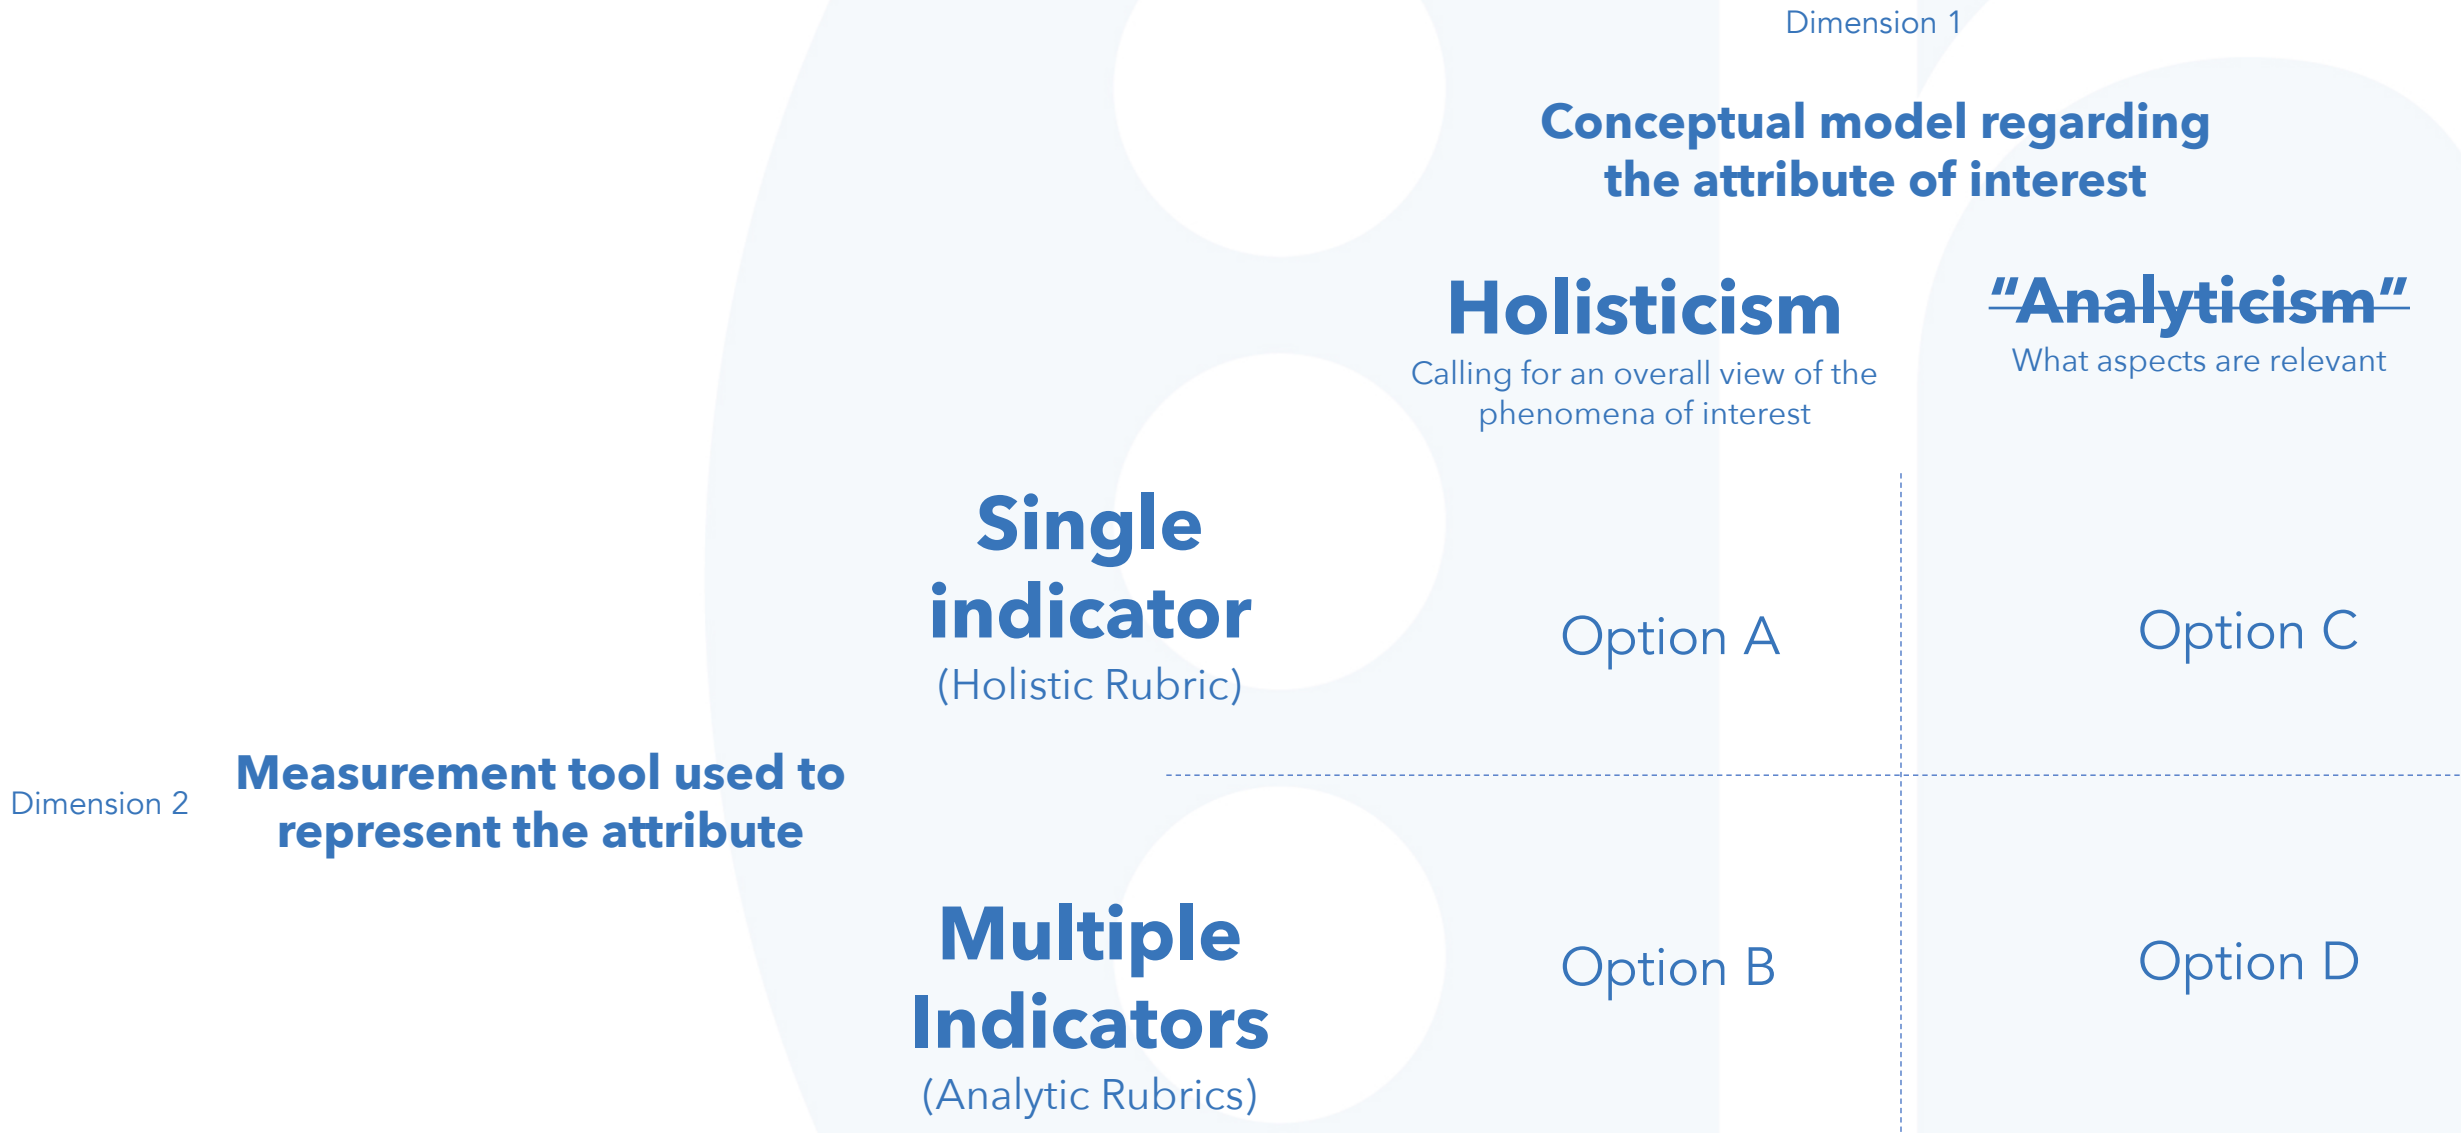 Dimension 1
Conceptual model regarding
the attribute of interest
Holisticism
Calling for an overall view of the
phenomena of interest
"Analyticism"
What aspects are relevant
Single
indicator
(Holistic Rubric)
Option A
Option C
Dimension 2
Measurement tool used to
represent the attribute
Multiple
Indicators
(Analytic Rubrics)
Option B
Option D